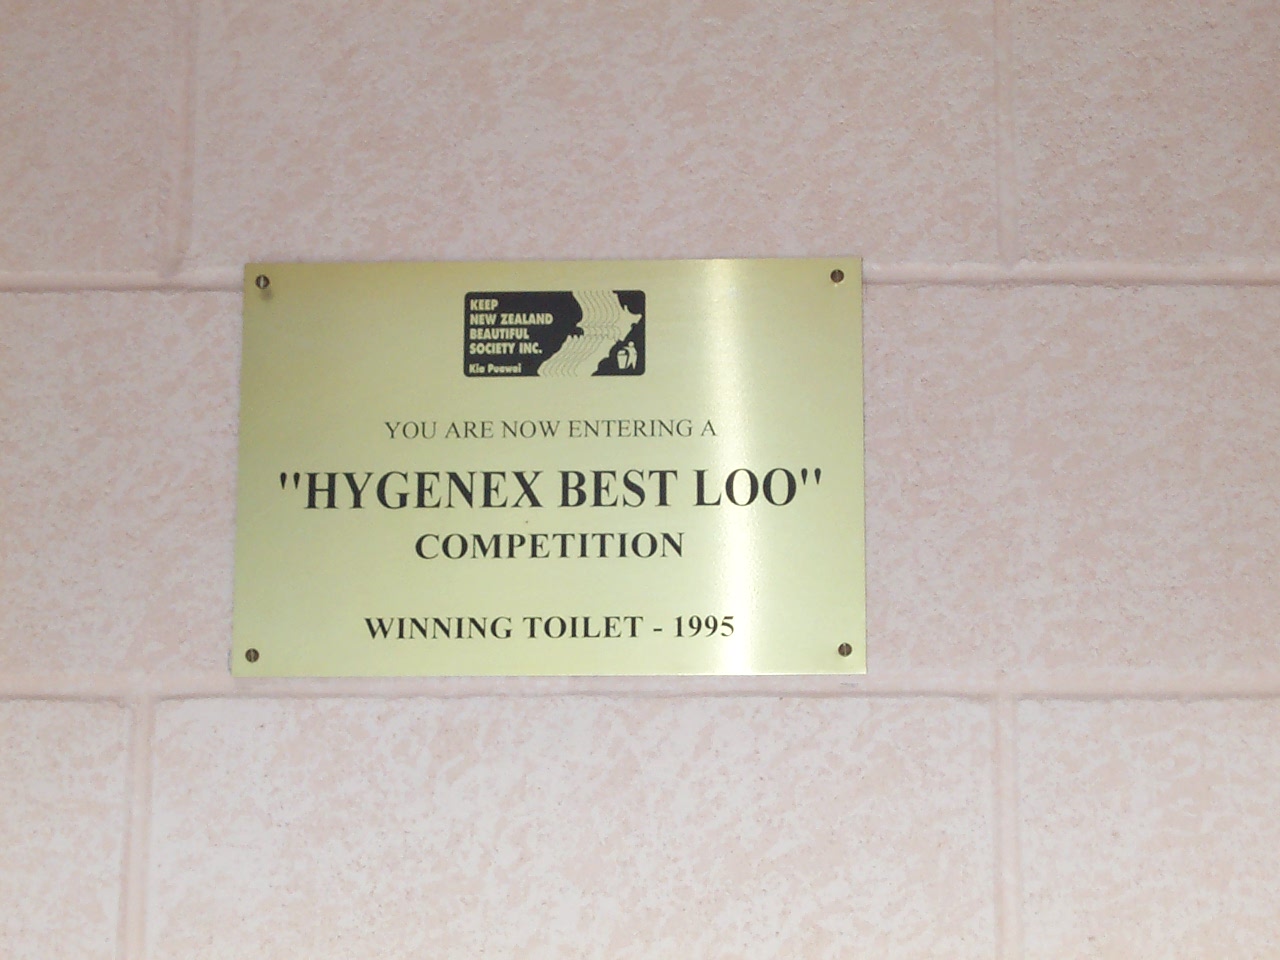 KEEP
NEW ZEALAND
BEAUTIFUL
SOCIETY INC.
Kia Puawai
YOU ARE NOW ENTERING A
"HYGENEX BEST LOO"
COMPETITION
WINNING TOILET - 1995